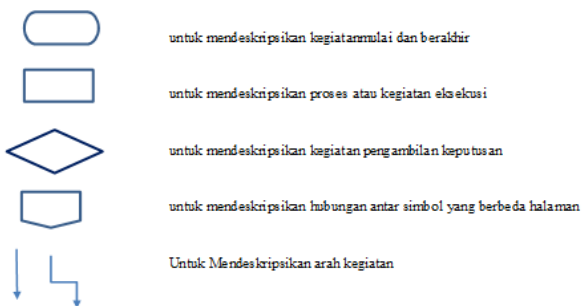 untuk mendeskripsikan kegiatanmulai dan berakhir
untuk mendeskripsikan proses atau kegiatan eksekusi
untuk mendeskripsikan kegiatan pengambilan keputusan
untuk mendeskripsikan hubungan antar simbol yang berbeda halaman
Untuk Mendeskripsikan arah kegiatan